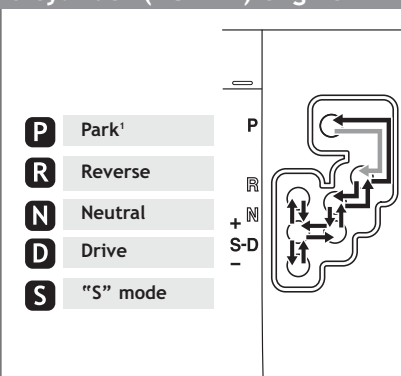 P Park¹
R Reverse
N Neutral
D Drive
S "S" mode
P
R
N
+
S-D
–